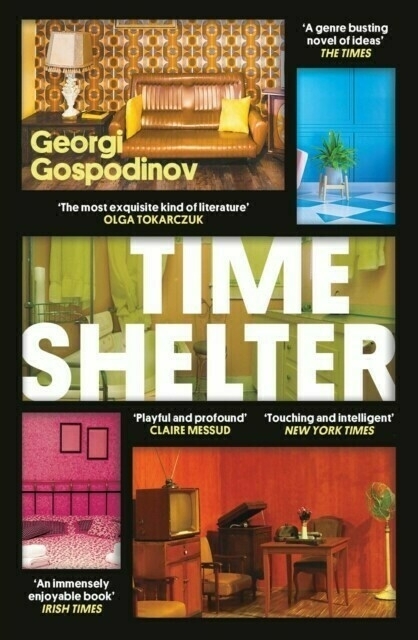 'A genre busting
novel of ideas'
THE TIMES
Georgi
Gospodinov
'The most exquisite kind of literature'
OLGA TOKARCZUK
TIME
SHELTER
'Playful and profound'
CLAIRE MESSUD
'Touching and intelligent'
NEW YORK TIMES
'An immensely
enjoyable book'
IRISH TIMES